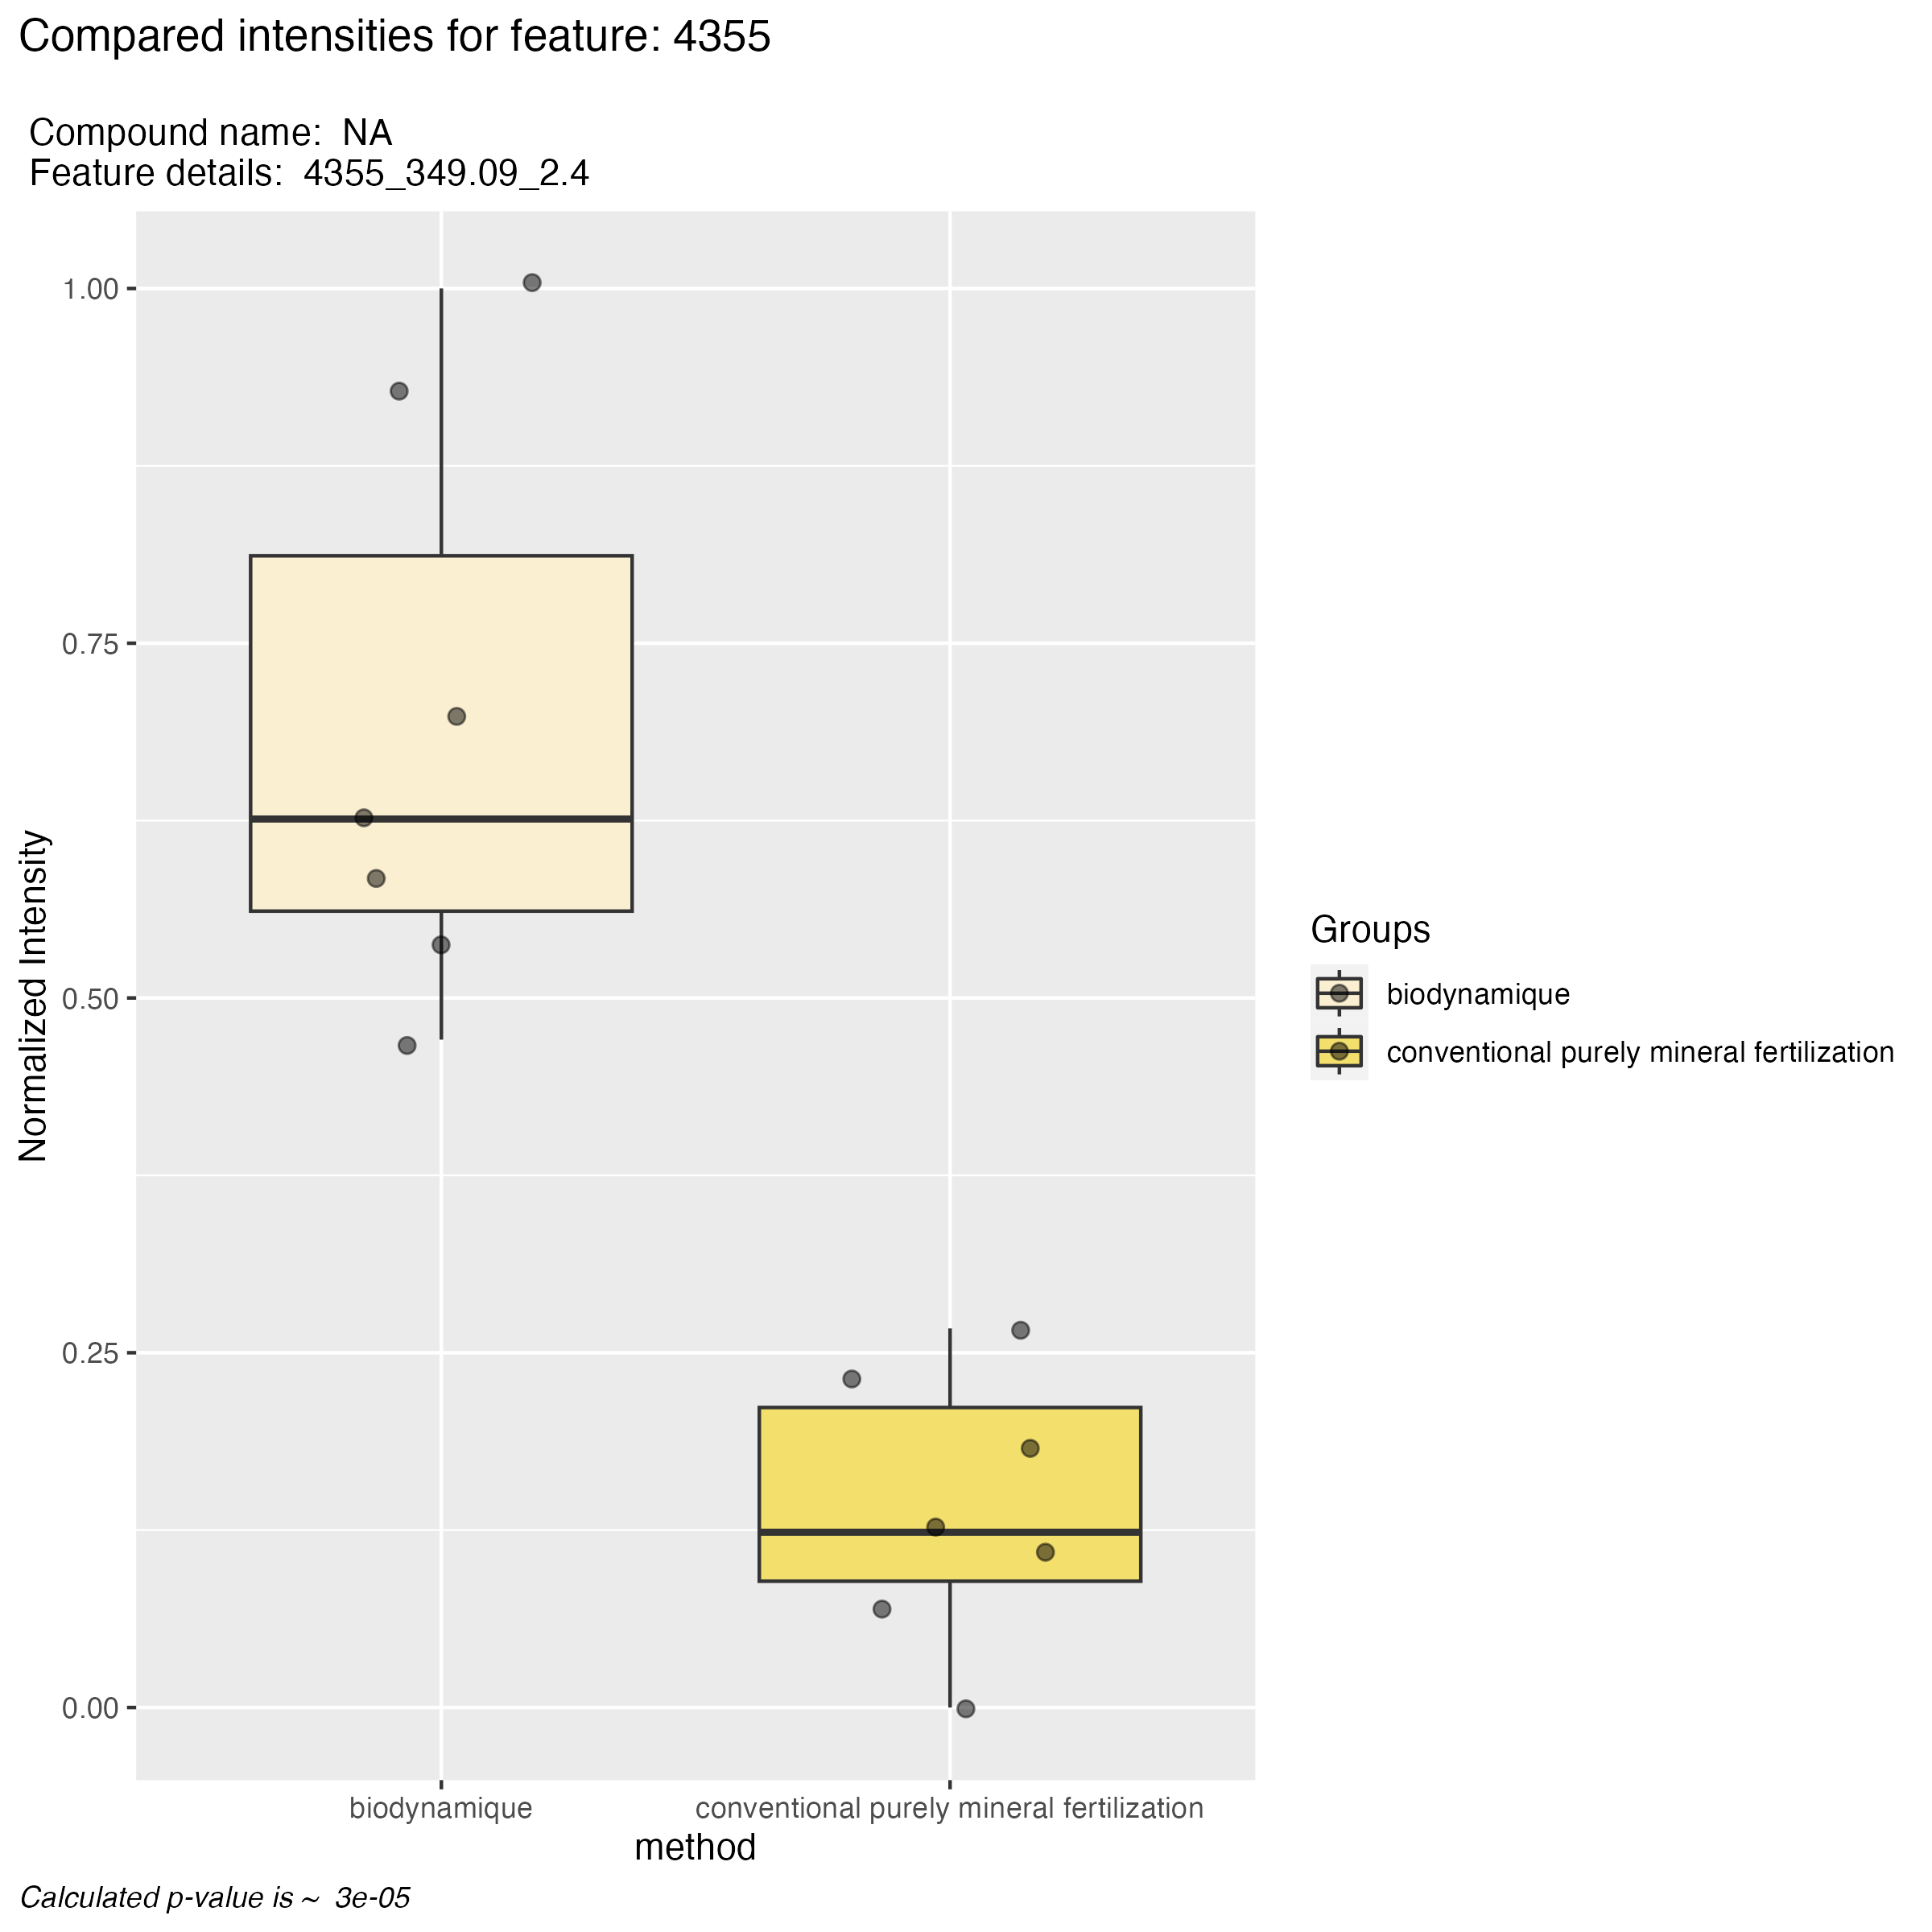 Compared intensities for feature: 4355
Compound name:  NA
Feature details:  4355_349.09_2.4
Normalized Intensity
1.00
0.75
0.50
0.25
0.00
biodynamique
conventional purely mineral fertilization
method
Groups
biodynamique
conventional purely mineral fertilization
Calculated p-value is ~  3e-05